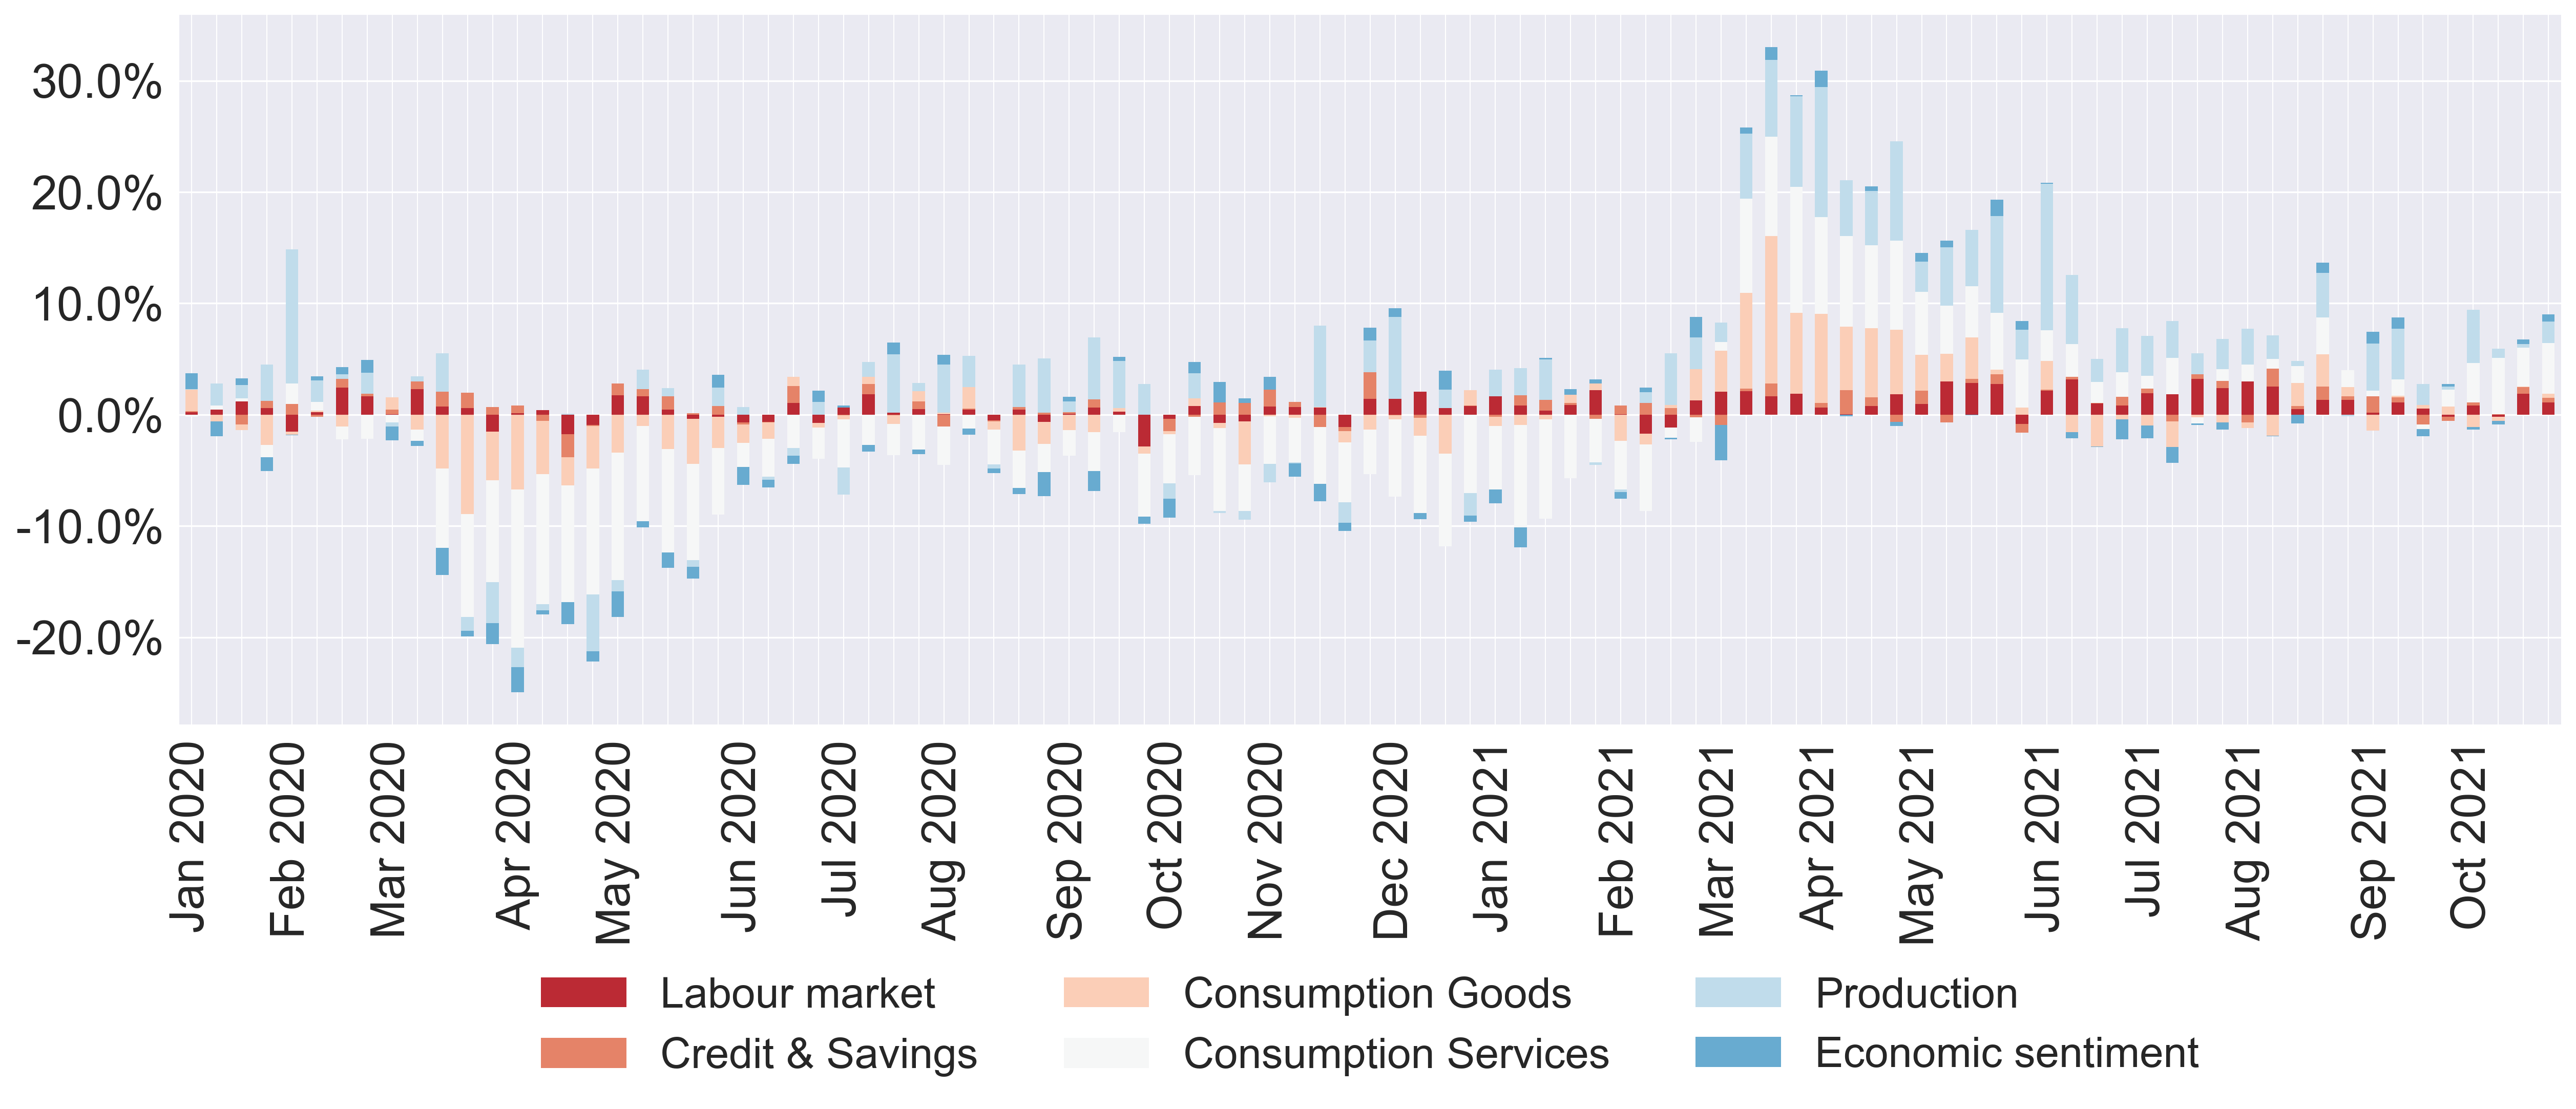 30.0%
20.0%
10.0%
0.0%
-10.0%
-20.0%
Jan 2020
Feb 2020
Mar 2020
Apr 2020
May 2020
Jun 2020
Jul 2020
Aug 2020
Sep 2020
Oct 2020
Nov 2020
Dec 2020
Jan 2021
Feb 2021
Mar 2021
Apr 2021
May 2021
Jun 2021
Jul 2021
Aug 2021
Sep 2021
Oct 2021
Labour market
Consumption Goods
Production
Credit & Savings
Consumption Services
Economic sentiment